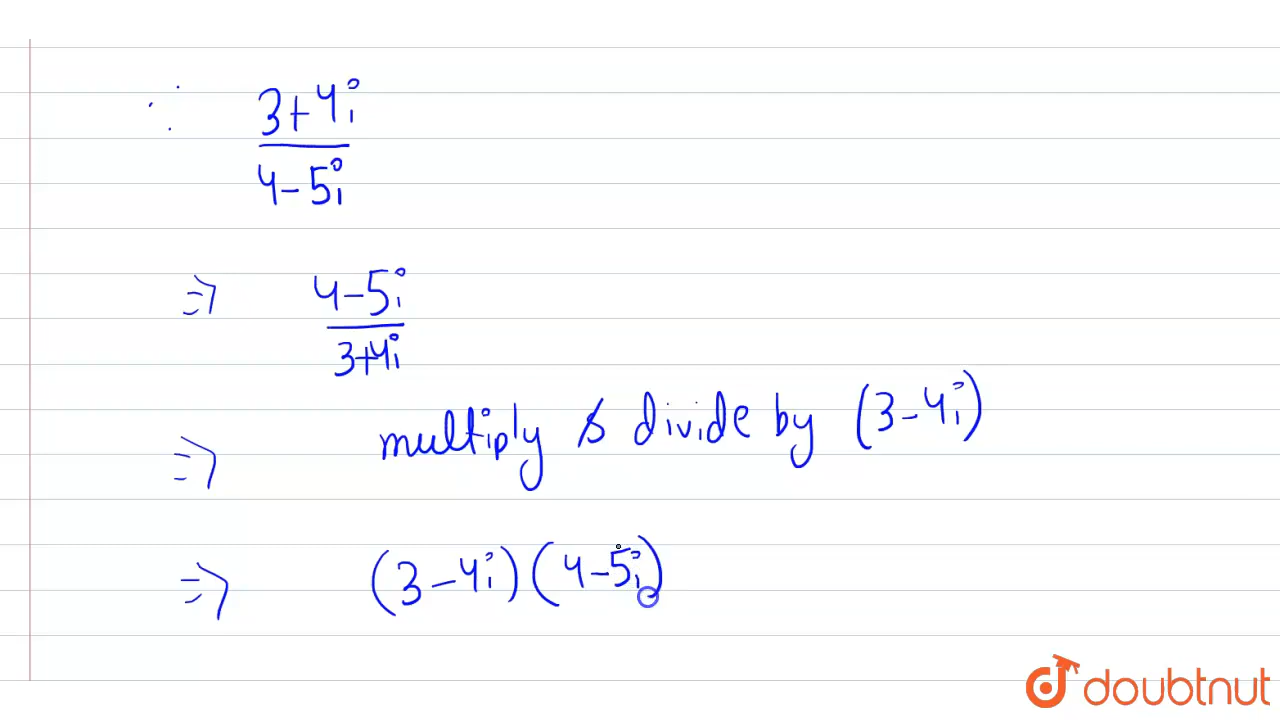 ∵ 3+4i
4-5i
⇒ 4-5i
3+4i
⇒ multiply & divide by (3-4i)
⇒ (3-4i)(4-5i)
doubtnut